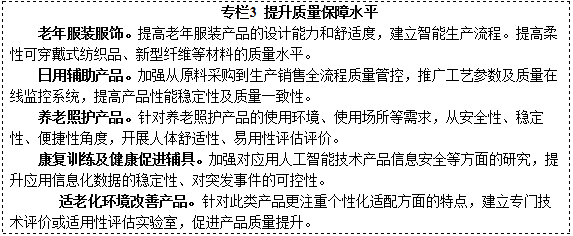 专栏3 提升质量保障水平
老年服装服饰。提高老年服装产品的设计能力和舒适度，建立智能生产流程。提高柔
性可穿戴式纺织品、新型纤维等材料的质量水平。
日用辅助产品。加强从原料采购到生产销售全流程质量管控，推广工艺参数及质量在
线监控系统，提高产品性能稳定性及质量一致性。
养老照护产品。针对养老照护产品的使用环境、使用场所等需求，从安全性、稳定
性、便捷性角度，开展人体舒适性、易用性评估评价。
康复训练及健康促进辅具。加强对应用人工智能技术产品信息安全等方面的研究，提
升应用信息化数据的稳定性、对突发事件的可控性。
适老化环境改善产品。针对此类产品更注重个性化适配方面的特点，建立专门技
术评价或适用性评估实验室，促进产品质量提升。